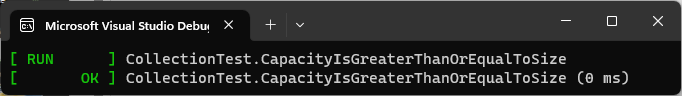 Microsoft Visual Studio Debug
[ RUN      ] CollectionTest.CapacityIsGreaterThanOrEqualToSize
[       OK ] CollectionTest.CapacityIsGreaterThanOrEqualToSize (0 ms)